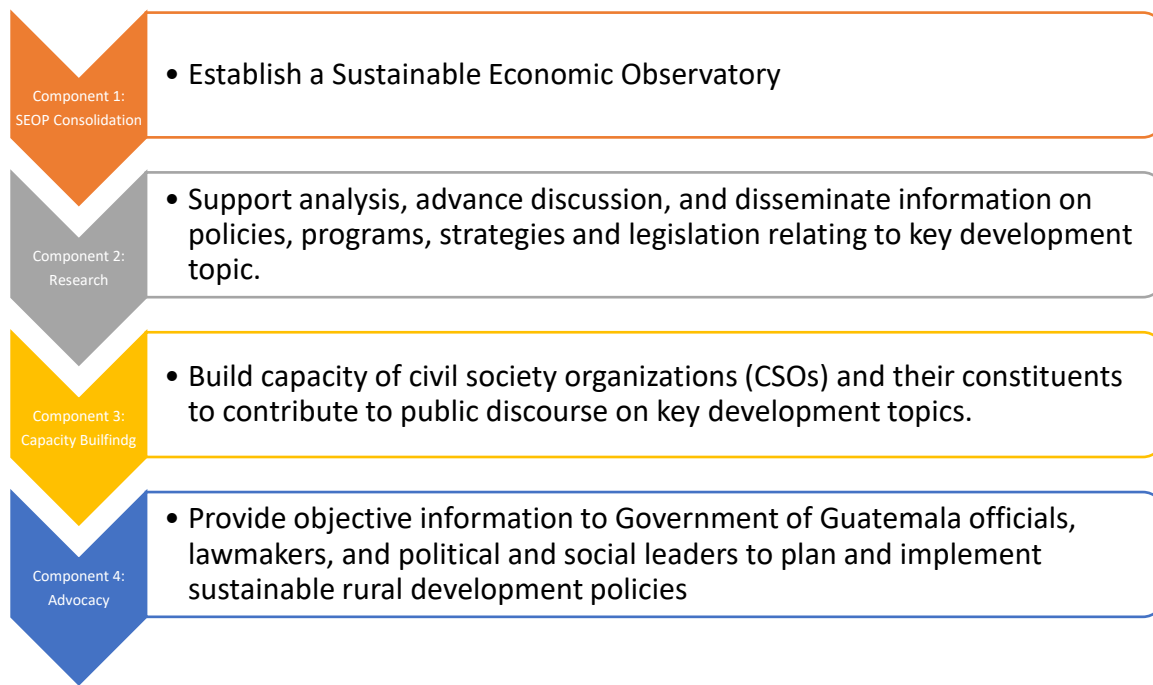 Component 1:
SEOP Consolidation
• Establish a Sustainable Economic Observatory
Component 2:
Research
• Support analysis, advance discussion, and disseminate information on
policies, programs, strategies and legislation relating to key development
topic.
Component 3:
Capacity Builfindg
• Build capacity of civil society organizations (CSOs) and their constituents
to contribute to public discourse on key development topics.
Component 4:
Advocacy
• Provide objective information to Government of Guatemala officials,
lawmakers, and political and social leaders to plan and implement
sustainable rural development policies